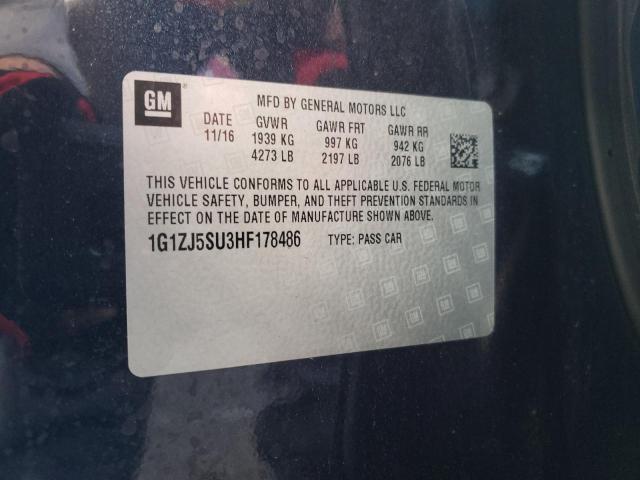 GM
MFD BY GENERAL MOTORS LLC
DATE GVWR GAWR FRT GAWR RR
11/16 1939 KG 997 KG 942 KG
4273 LB 2197 LB 2076 LB
THIS VEHICLE CONFORMS TO ALL APPLICABLE U.S. FEDERAL MOTOR
VEHICLE SAFETY, BUMPER, AND THEFT PREVENTION STANDARDS IN
EFFECT ON THE DATE OF MANUFACTURE SHOWN ABOVE.
1G1ZJ5SU3HF178486 TYPE: PASS CAR